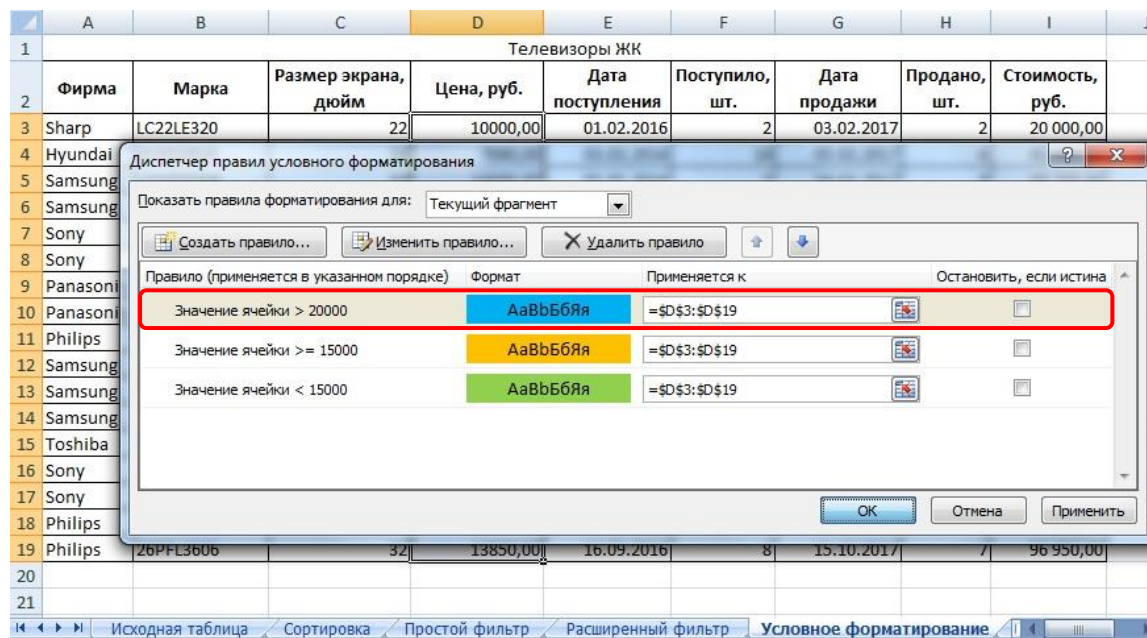 A B C D E F G H I
1 Телевизоры ЖК
2 Фирма Марка Размер экрана, дюйм Цена, руб. Дата поступления Поступило, шт. Дата продажи Продано, шт. Стоимость, руб.
3 Sharp LC22LE320 22 10000,00 01.02.2016 2 03.02.2017 2 20 000,00
4 Hyundai
5 Samsung
6 Samsung
7 Sony
8 Sony
9 Panasoni
10 Panasoni
11 Philips
12 Samsung
13 Samsung
14 Samsung
15 Toshiba
16 Sony
17 Sony
18 Philips
19 Philips 26PFL3606 32 13850,00 16.09.2016 8 15.10.2017 7 96 950,00
20
21
Диспетчер правил условного форматирования
Показать правила форматирования для: Текущий фрагмент
Создать правило... Изменить правило... Удалить правило
Правило (применяется в указанном порядке) Формат Применяется к Остановить, если истина
Значение ячейки > 20000 АаВbБбЯя =$D$3:$D$19
Значение ячейки >= 15000 АаВbБбЯя =$D$3:$D$19
Значение ячейки < 15000 АаВbБбЯя =$D$3:$D$19
ОК Отмена Применить
Исходная таблица Сортировка Простой фильтр Расширенный фильтр Условное форматирование